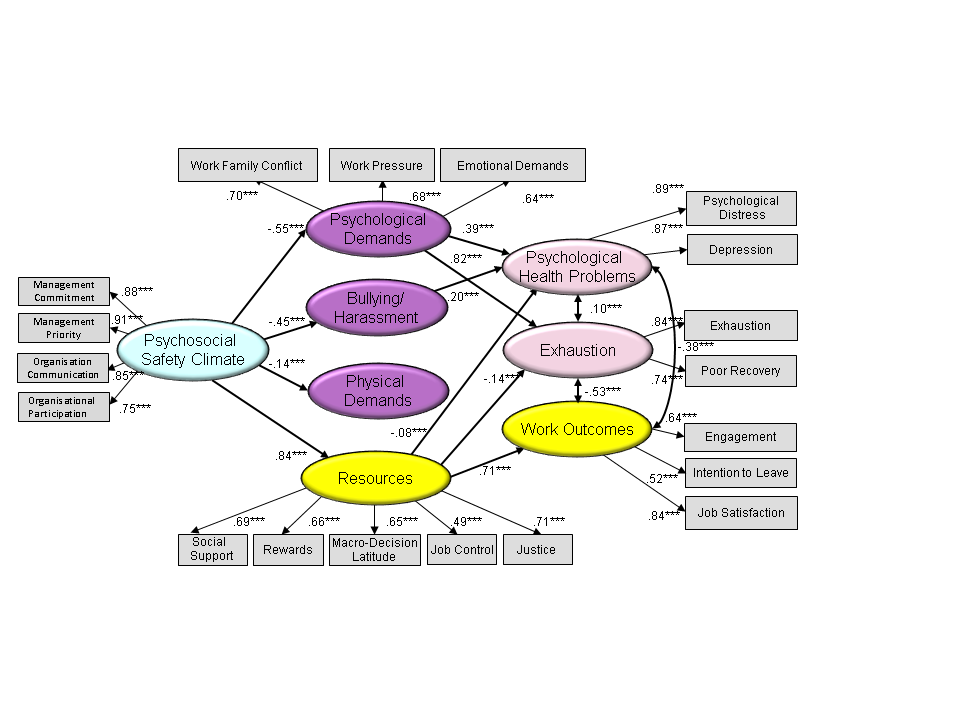 Work Family Conflict
Work Pressure
Emotional Demands
.70***
.68***
.64***
.89***
Psychological
Distress
Psychological
Demands
-.55***
.39***
.87***
Depression
.82***
Psychological
Health Problems
Management
Commitment
.88***
Bullying/
Harassment
.20***
.10***
Management
Priority
.91***
-.45***
.84***
Exhaustion
Psychosocial
Safety Climate
Exhaustion
-.38***
Organisation
Communication
.85***
-.14***
Physical
Demands
-.14***
.74***
Poor Recovery
-.53***
Organisational
Participation
.75***
-.08***
Work Outcomes
.64***
Engagement
.84***
Resources
.71***
.52***
Intention to Leave
.84***
Job Satisfaction
.69***
.66***
.65***
.49***
.71***
Social
Support
Rewards
Macro-Decision
Latitude
Job Control
Justice